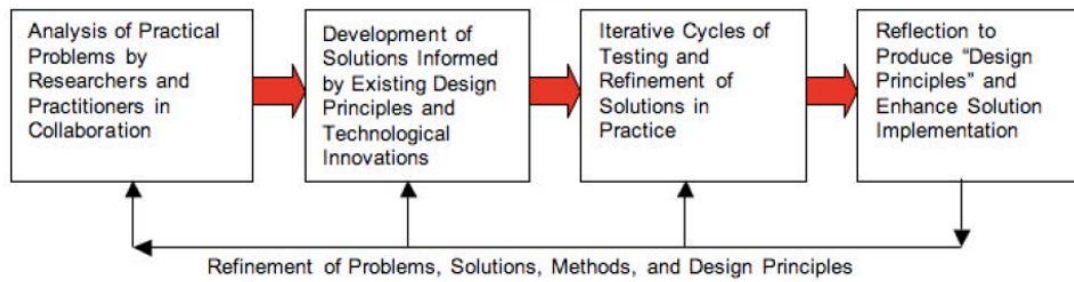 Analysis of Practical
Problems by
Researchers and
Practitioners in
Collaboration
Development of
Solutions Informed
by Existing Design
Principles and
Technological
Innovations
Iterative Cycles of
Testing and
Refinement of
Solutions in
Practice
Reflection to
Produce “Design
Principles” and
Enhance Solution
Implementation
Refinement of Problems, Solutions, Methods, and Design Principles